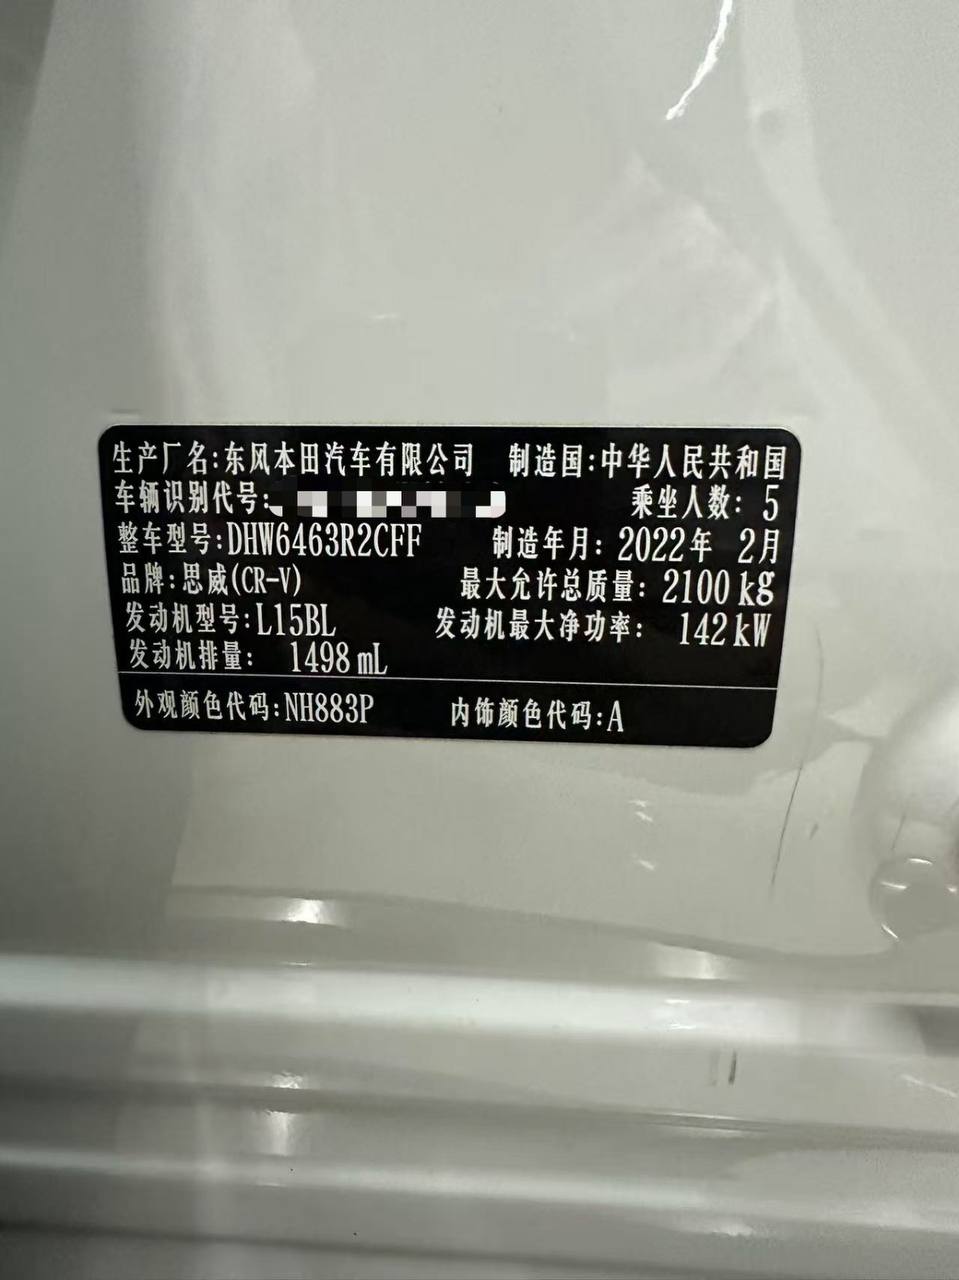 生产厂名:东风本田汽车有限公司 制造国:中华人民共和国
车辆识别代号: 乘坐人数: 5
整车型号:DHW6463R2CFF 制造年月: 2022年 2月
品牌:思威(CR-V) 最大允许总质量: 2100 kg
发动机型号:L15BL 发动机最大净功率: 142 kW
发动机排量: 1498 mL
外观颜色代码:NH883P 内饰颜色代码:A